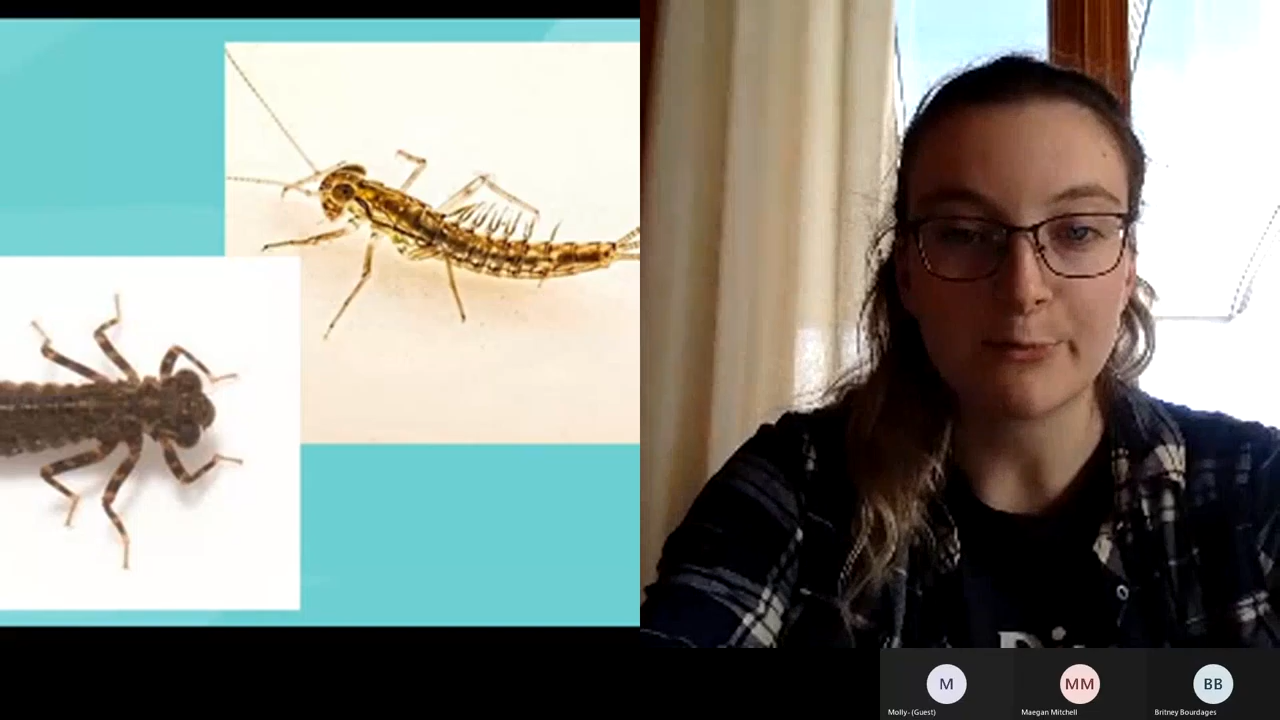 M
MM
BB
Molly- (Guest)
Maegan Mitchell
Britney Bourdages